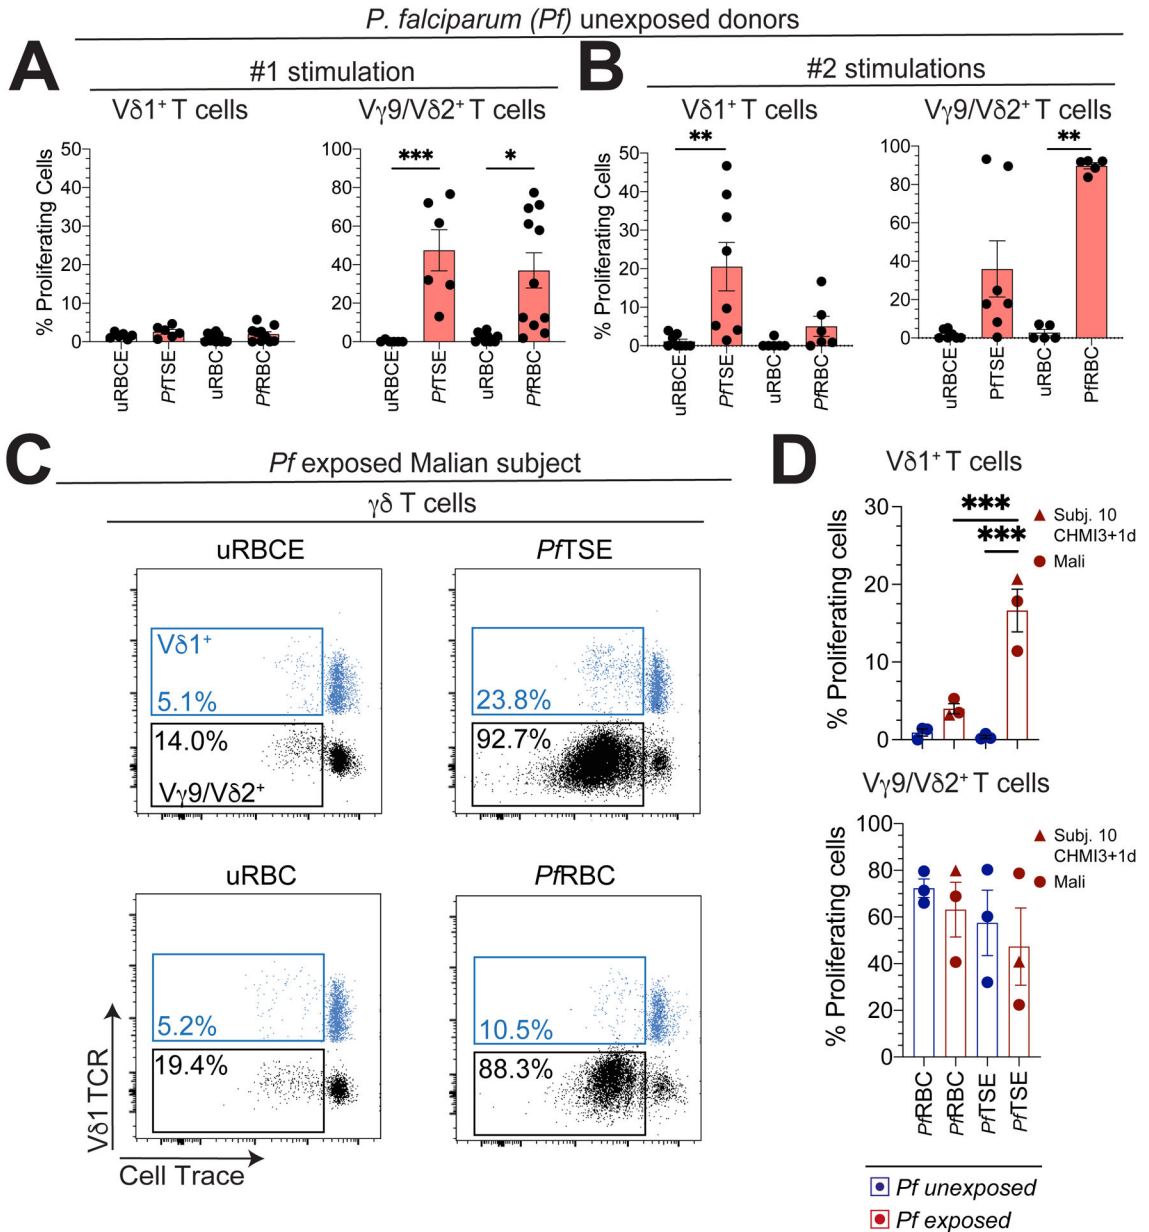 P. falciparum (Pf) unexposed donors
A
#1 stimulation
Vδ1+ T cells
Vγ9/Vδ2+ T cells
% Proliferating Cells
50
40
30
20
10
0
uRBCE
PfTSE
uRBC
PfRBC
100
80
60
40
20
0
***
*
uRBCE
PfTSE
uRBC
PfRBC
B
#2 stimulations
Vδ1+ T cells
Vγ9/Vδ2+ T cells
% Proliferating Cells
50
40
30
20
10
0
**
uRBCE
PfTSE
uRBC
PfRBC
100
80
60
40
20
0
**
uRBCE
PfTSE
uRBC
PfRBC
C
Pf exposed Malian subject
γδ T cells
uRBCE
PfTSE
Vδ1+
5.1%
14.0%
Vγ9/Vδ2+
23.8%
92.7%
uRBC
PfRBC
5.2%
19.4%
10.5%
88.3%
Vδ1 TCR
Cell Trace
D
Vδ1+ T cells
% Proliferating cells
30
20
10
0
***
***
Subj. 10
CHMI3+1d
Mali
Vγ9/Vδ2+ T cells
% Proliferating cells
100
80
60
40
20
0
Subj. 10
CHMI3+1d
Mali
PfRBC
PfRBC
PfTSE
PfTSE
Pf unexposed
Pf exposed